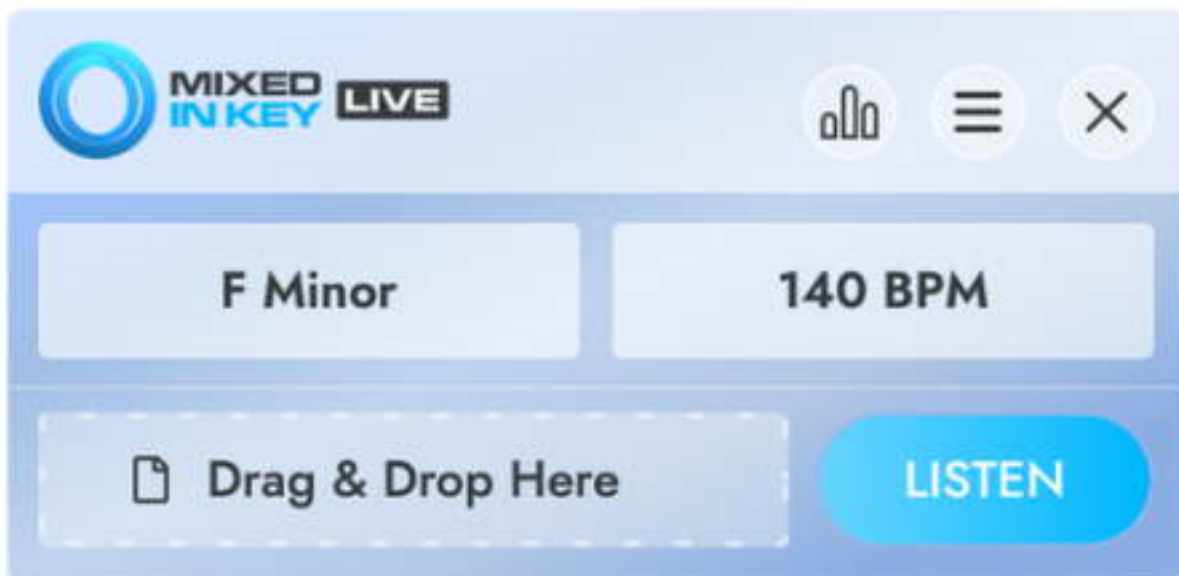 MIXED
IN KEY LIVE
F Minor
140 BPM
Drag & Drop Here
LISTEN